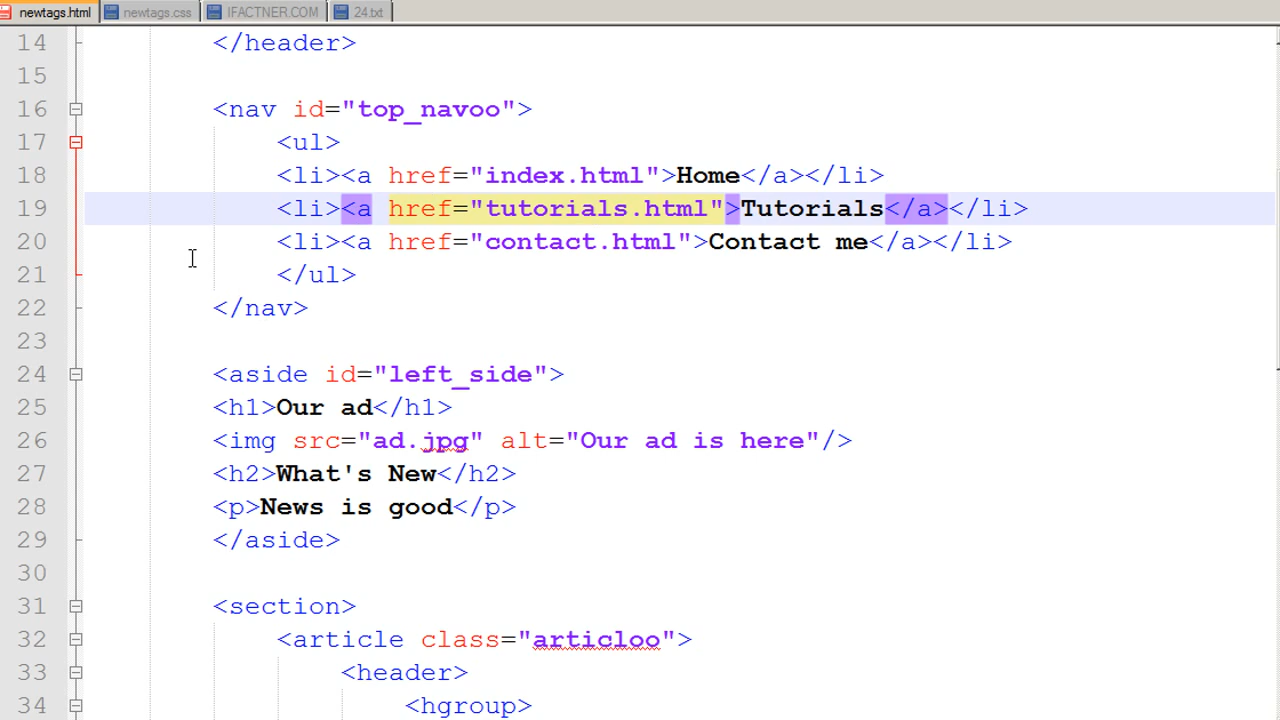 newtags.html newtags.css IFACTNER.COM 24.txt
14 </header>
15
16 <nav id="top_navoo">
17 <ul>
18 <li><a href="index.html">Home</a></li>
19 <li><a href="tutorials.html">Tutorials</a></li>
20 <li><a href="contact.html">Contact me</a></li>
21 </ul>
22 </nav>
23
24 <aside id="left_side">
25 <h1>Our ad</h1>
26 <img src="ad.jpg" alt="Our ad is here"/>
27 <h2>What's New</h2>
28 <p>News is good</p>
29 </aside>
30
31 <section>
32 <article class="articloo">
33 <header>
34 <hgroup>